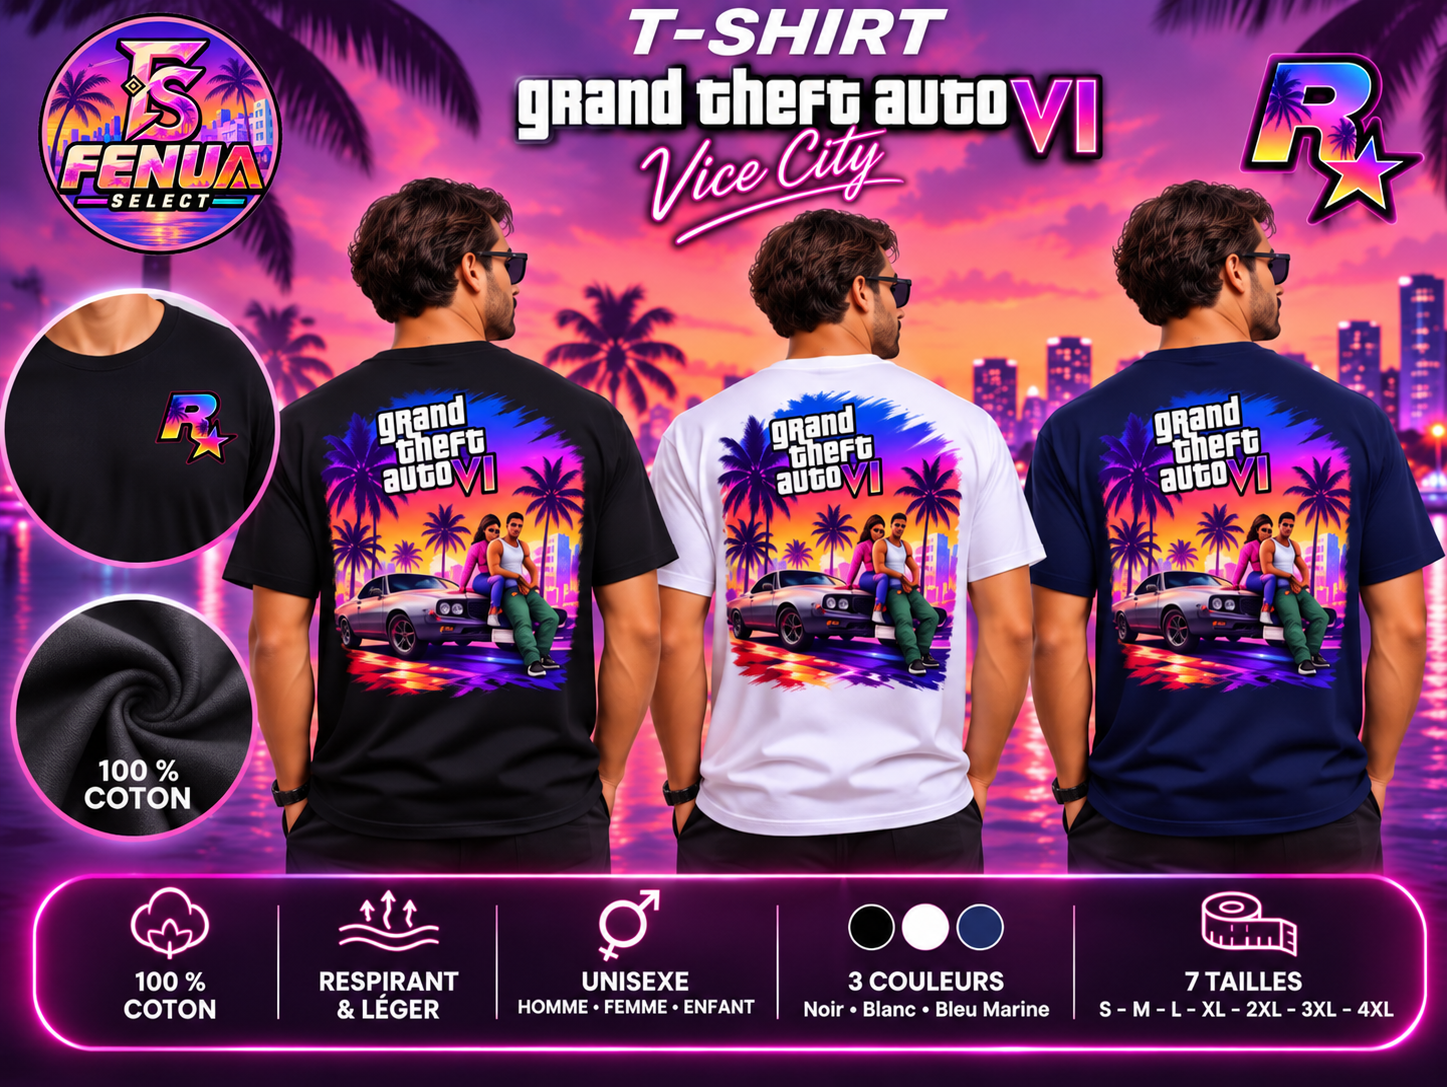 T-SHIRT
grand theft auto VI
Vice City
FS
FENUA
SELECT
R
R
grand
theft
auto VI
grand
theft
auto VI
grand
theft
auto VI
100 %
COTON
100 %
COTON
RESPIRANT
& LÉGER
UNISEXE
HOMME • FEMME • ENFANT
3 COULEURS
Noir • Blanc • Bleu Marine
7 TAILLES
S - M - L - XL - 2XL - 3XL - 4XL